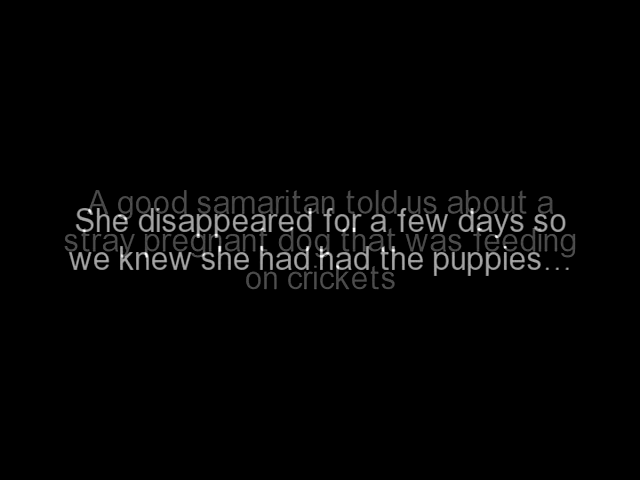 A good samaritan told us about a
She disappeared for a few days so
stray pregnant dog that was feeding
we knew she had had the puppies...
on crickets